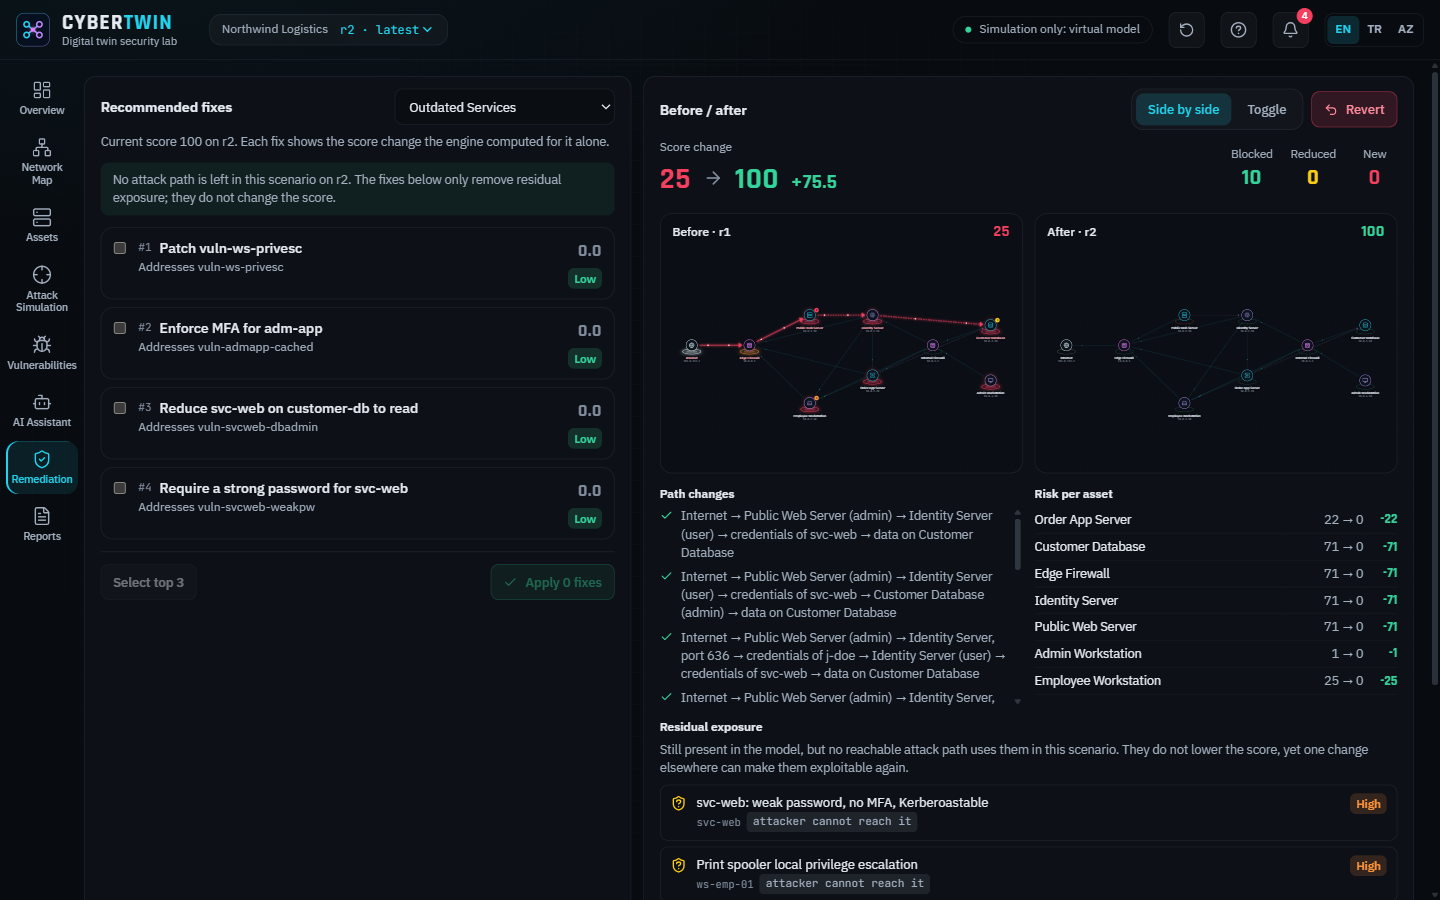 CYBERTWIN
Digital twin security lab
Northwind Logistics r2 · latest
Simulation only: virtual model
4
EN TR AZ
Overview
Network
Map
Assets
Attack
Simulation
Vulnerabilities
AI Assistant
Remediation
Reports
Recommended fixes
Outdated Services
Current score 100 on r2. Each fix shows the score change the engine computed for it alone.
No attack path is left in this scenario on r2. The fixes below only remove residual
exposure; they do not change the score.
#1 Patch vuln-ws-privesc 0.0
Addresses vuln-ws-privesc
Low
#2 Enforce MFA for adm-app 0.0
Addresses vuln-admapp-cached
Low
#3 Reduce svc-web on customer-db to read 0.0
Addresses vuln-svcweb-dbadmin
Low
#4 Require a strong password for svc-web 0.0
Addresses vuln-svcweb-weakpw
Low
Select top 3
Apply 0 fixes
Before / after
Side by side Toggle
Revert
Score change
25 → 100 +75.5
Blocked Reduced New
10 0 0
Before · r1 25
After · r2 100
Path changes
Internet → Public Web Server (admin) → Identity Server
(user) → credentials of svc-web → data on Customer
Database
Internet → Public Web Server (admin) → Identity Server
(user) → credentials of svc-web → Customer Database
(admin) → data on Customer Database
Internet → Public Web Server (admin) → Identity Server,
port 636 → credentials of j-doe → Identity Server (user) →
credentials of svc-web → data on Customer Database
Internet → Public Web Server (admin) → Identity Server,
Risk per asset
Order App Server 22 → 0 -22
Customer Database 71 → 0 -71
Edge Firewall 71 → 0 -71
Identity Server 71 → 0 -71
Public Web Server 71 → 0 -71
Admin Workstation 1 → 0 -1
Employee Workstation 25 → 0 -25
Residual exposure
Still present in the model, but no reachable attack path uses them in this scenario. They do not lower the score, yet one change
elsewhere can make them exploitable again.
svc-web: weak password, no MFA, Kerberoastable High
svc-web attacker cannot reach it
Print spooler local privilege escalation High
ws-emp-01 attacker cannot reach it